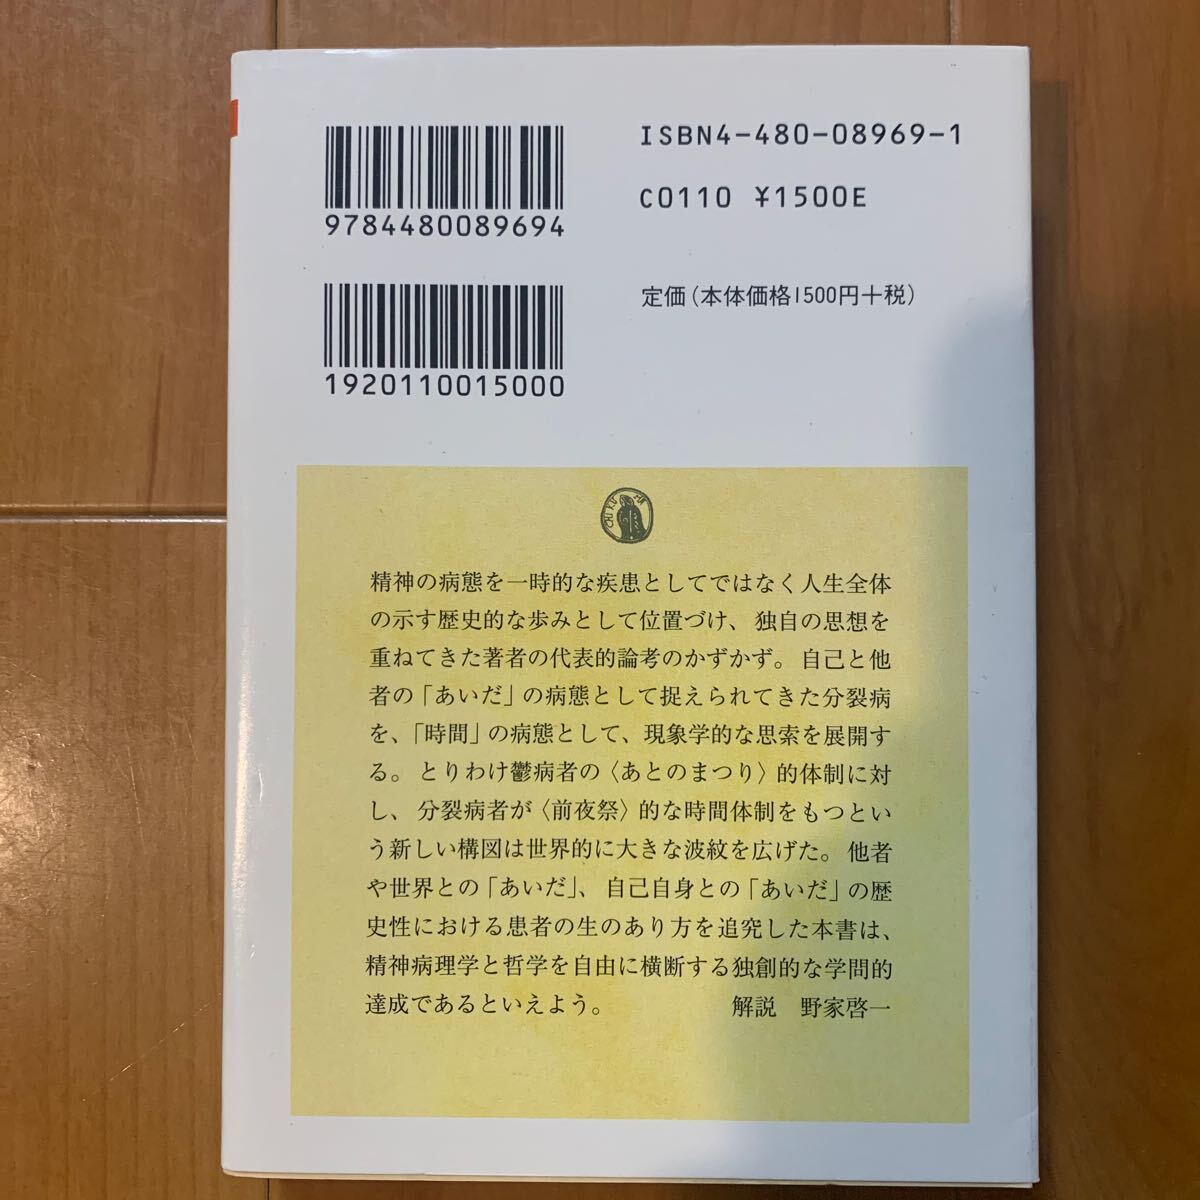 ISBN4-480-08969-1
C0110 ¥1500E
9784480089694
定価(本体価格1500円+税)
1920110015000
CHIKUMA
精神の病態を一時的な疾患としてではなく人生全体
の示す歴史的な歩みとして位置づけ、独自の思想を
重ねてきた著者の代表的論考のかずかず。自己と他
者の「あいだ」の病態として捉えられてきた分裂病
を、「時間」の病態として、現象学的な思索を展開す
る。とりわけ鬱病者の〈あとのまつり〉的体制に対
し、分裂病者が〈前夜祭〉的な時間体制をもつとい
う新しい構図は世界的に大きな波紋を広げた。他者
や世界との「あいだ」、自己自身との「あいだ」の歴
史性における患者の生のあり方を追究した本書は、
精神病理学と哲学を自由に横断する独創的な学問的
達成であるといえよう。 解説 野家啓一